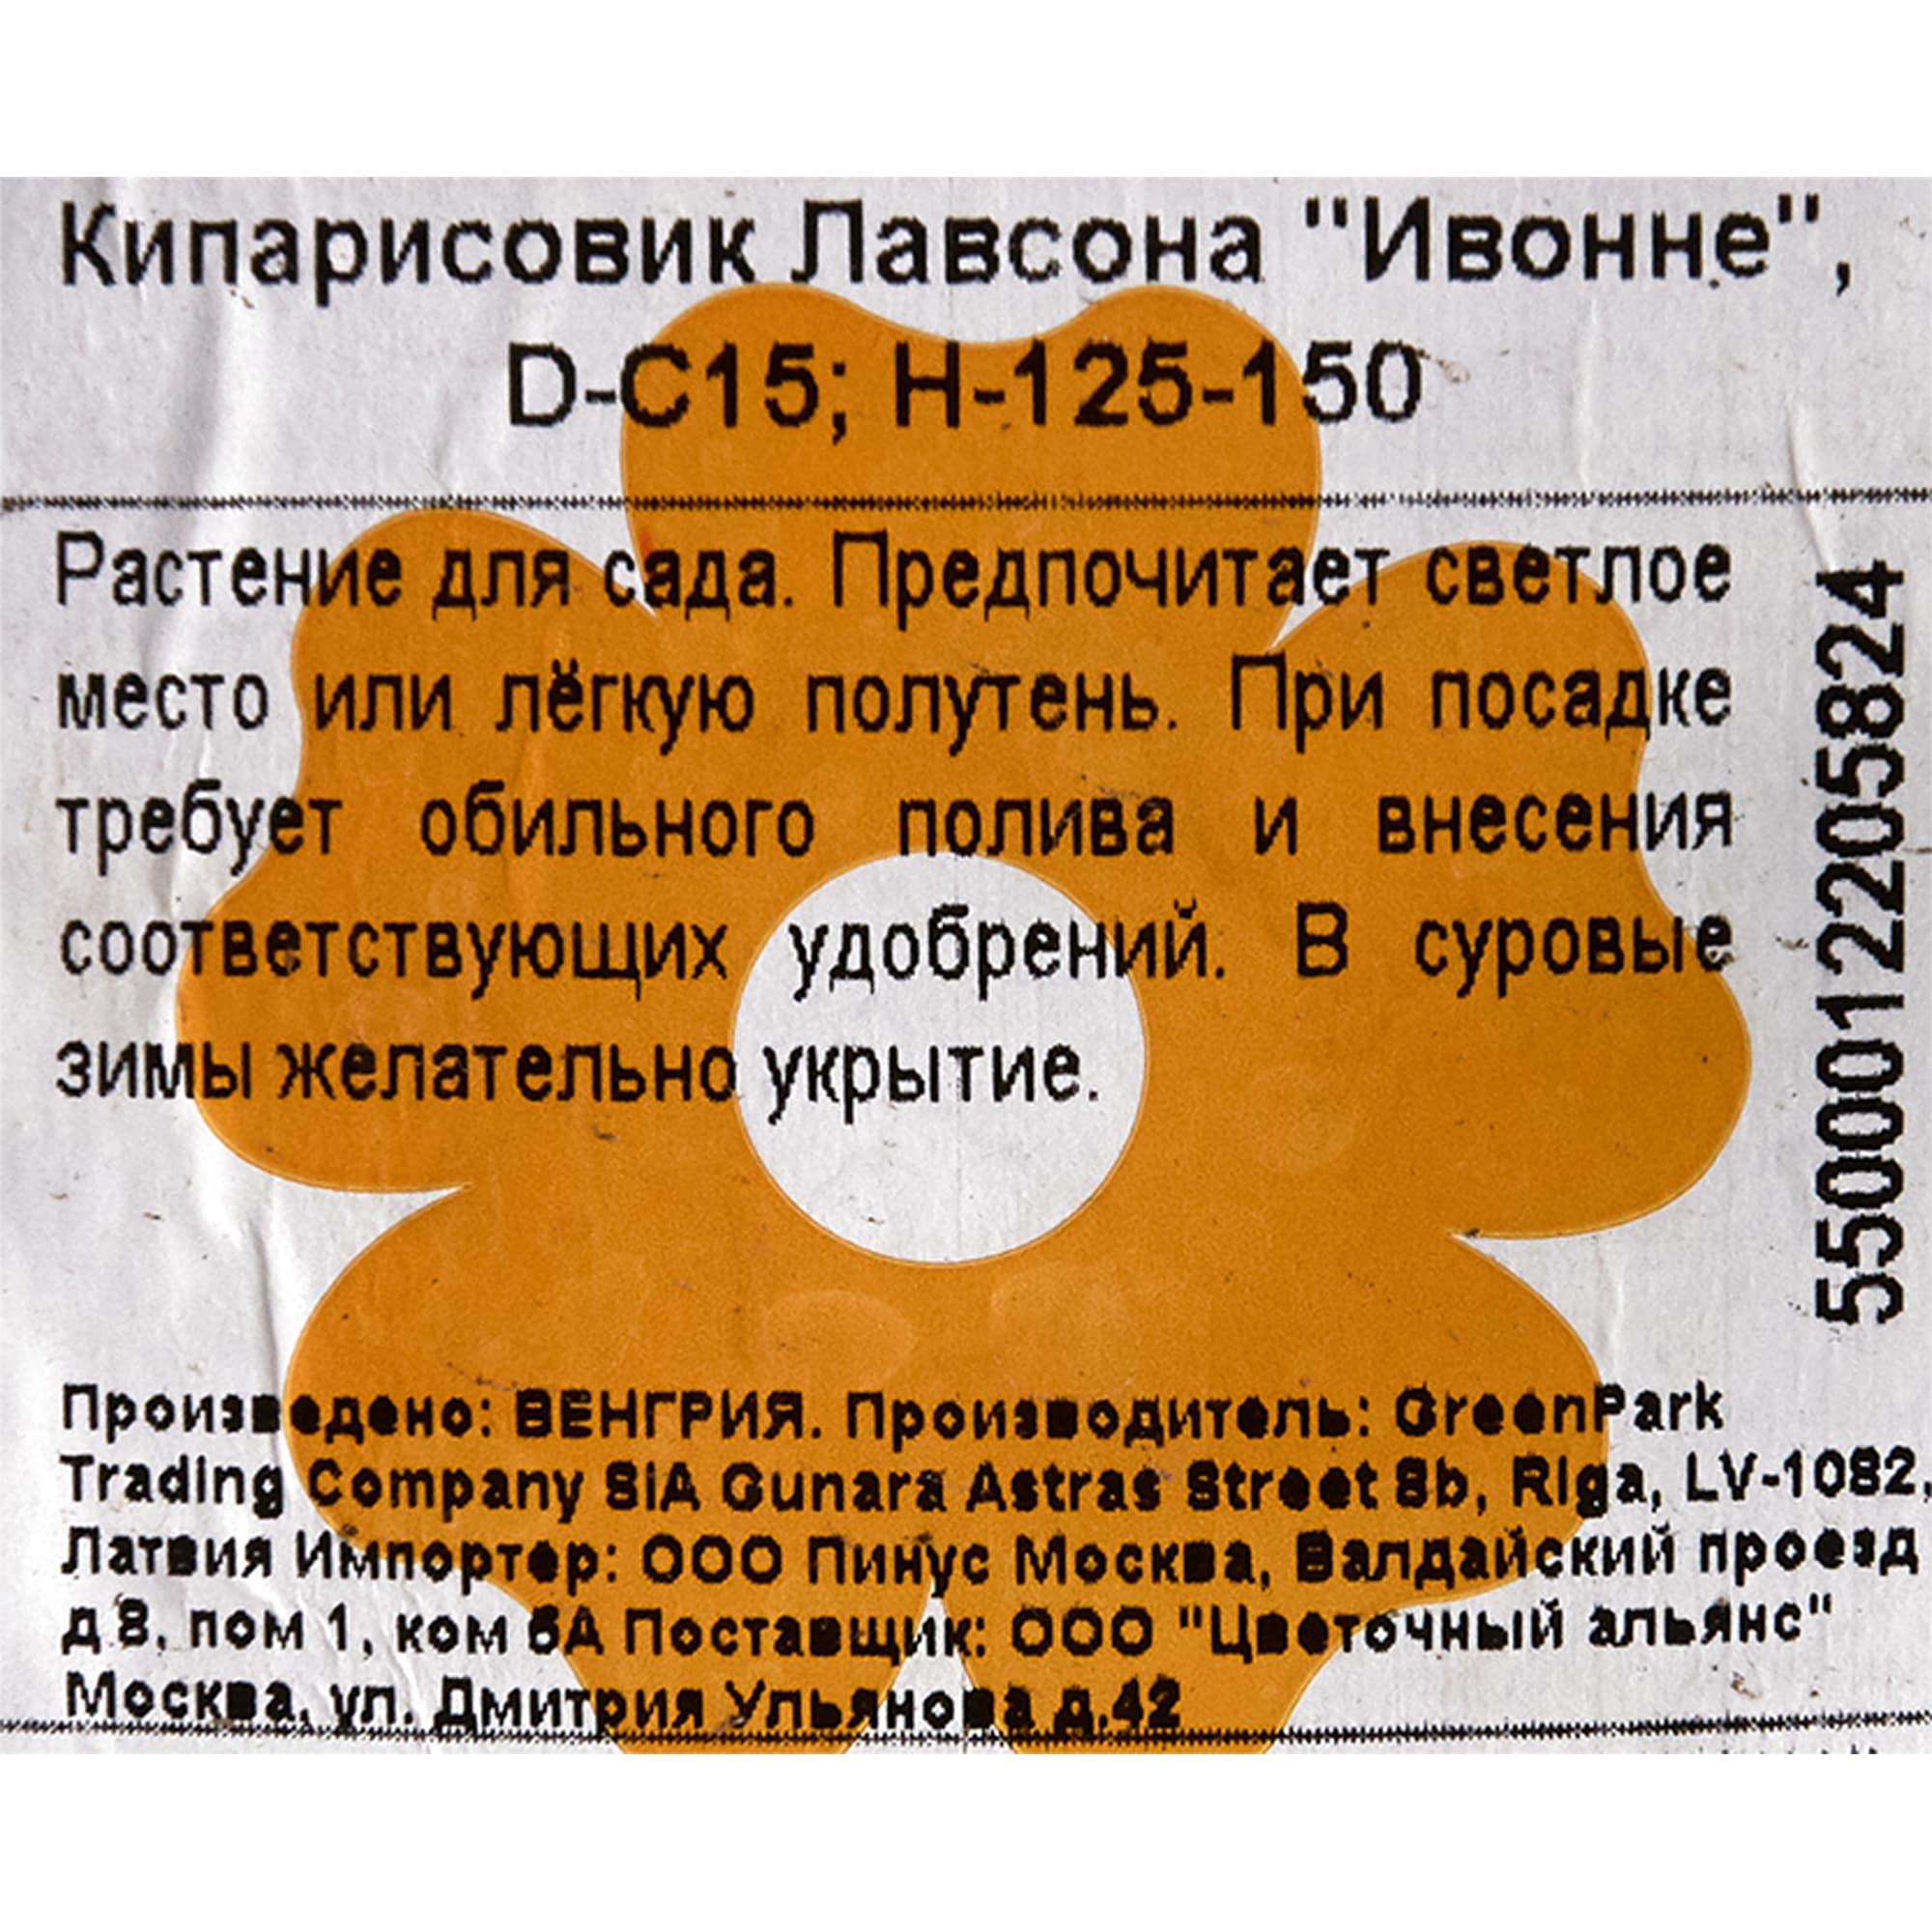 Кипарисовик Лавсона "Ивонне",
D-C15; H-125-150
Растение для сада. Предпочитает светлое
место или лёгкую полутень. При посадке
требует обильного полива и внесения
соответствующих удобрений. В суровые
зимы желательно укрытие.
5500012205824
Произведено: ВЕНГРИЯ. Производитель: GreenPark
Trading Company SIA Gunara Astras Street 8b, Riga, LV-1082,
Латвия Импортер: ООО Пинус Москва, Валдайский проезд
д 8, пом 1, ком 6А Поставщик: ООО "Цветочный альянс"
Москва, ул. Дмитрия Ульянова д.42